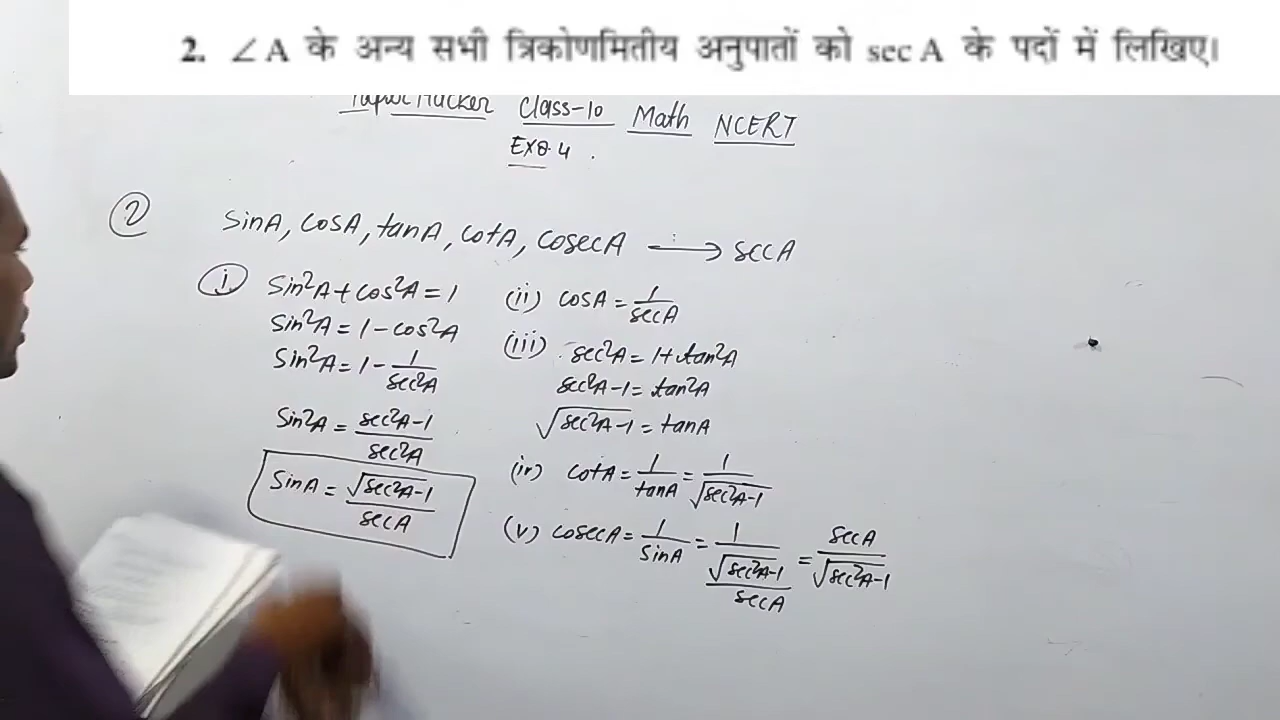 2. ∠A के अन्य सभी त्रिकोणमितीय अनुपातों को sec A के पदों में लिखिए।
Class-10 Math NCERT
EX8.4
2
SinA, COSA, tanA, CotA, CosecA → secA
i Sin²A + cos²A = 1
Sin²A = 1 - cos²A
Sin²A = 1 - 1/sec²A
Sin²A = sec²A-1/sec²A
SinA = √sec²A-1/secA
(ii) COSA = 1/secA
(iii) sec²A = 1 + tan²A
sec²A - 1 = tan²A
√sec²A-1 = tanA
(iv) CotA = 1/tanA = 1/√sec²A-1
(v) CosecA = 1/SinA = 1/√sec²A-1/secA = secA/√sec²A-1